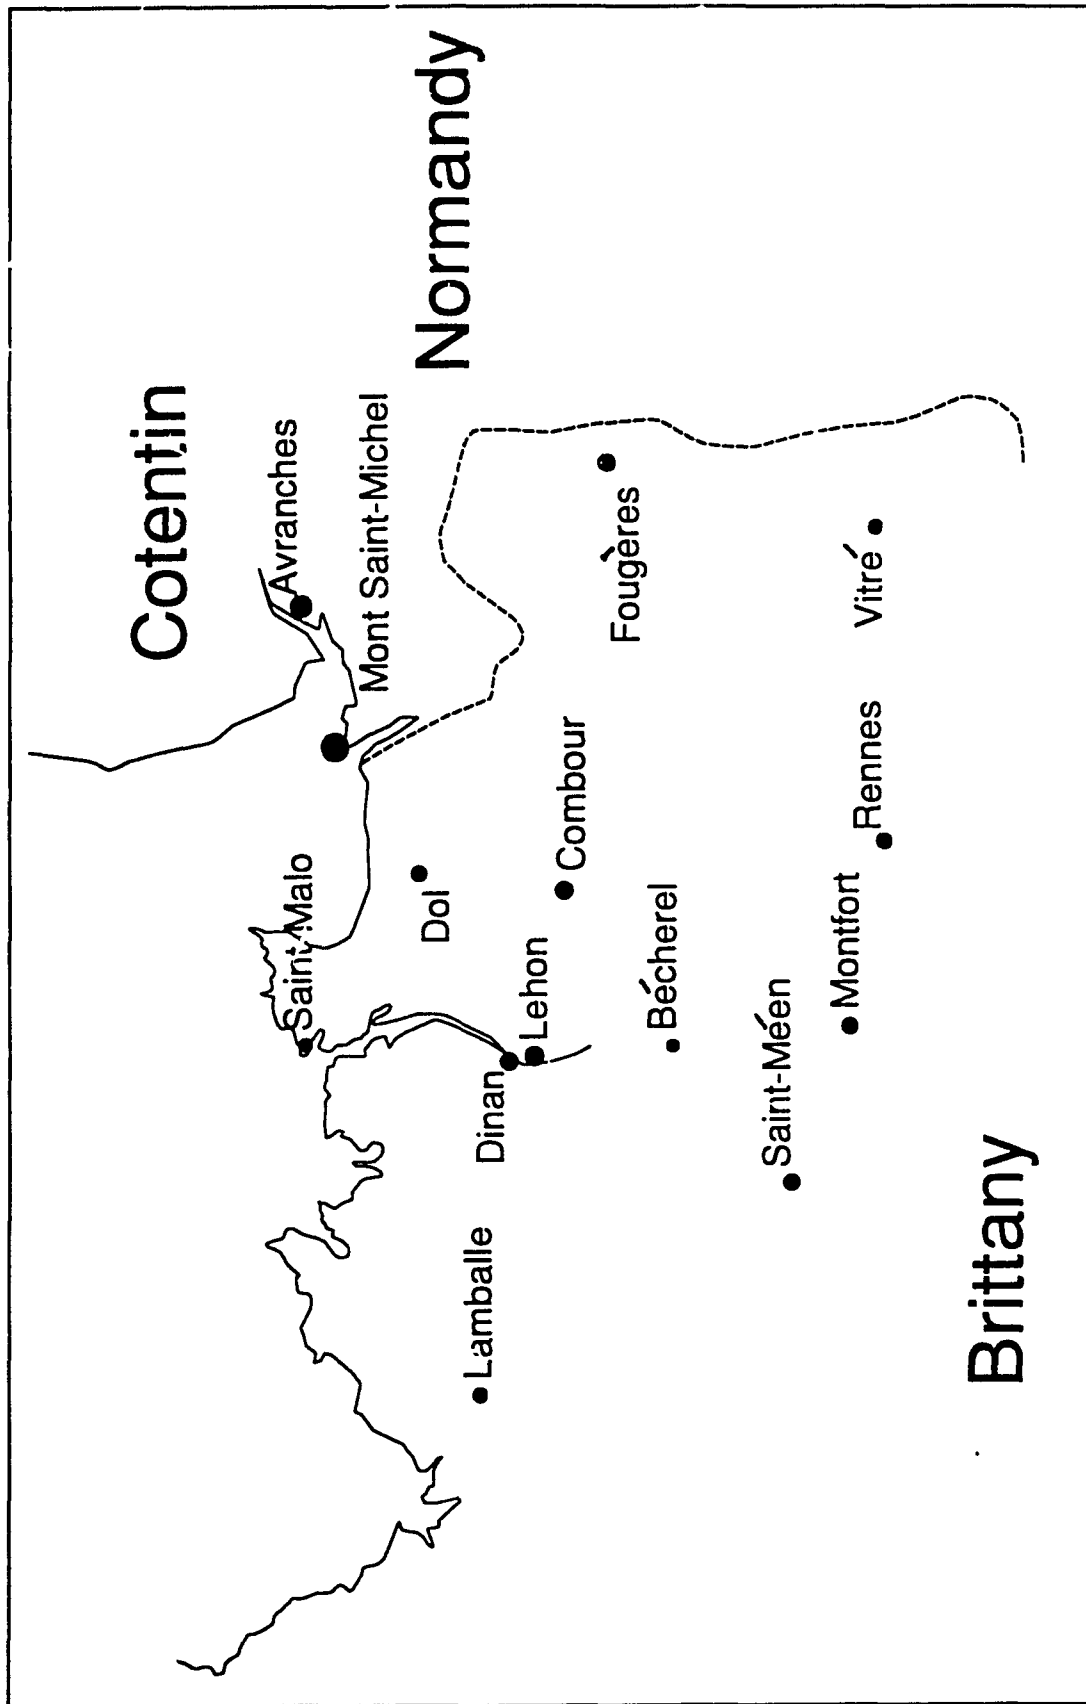 Cotentin
Avranches
Mont Saint-Michel
Normandy
Saint-Malo
Dol
Dinan
Lehon
Combour
Lamballe
Fougères
Bécherel
Saint-Méen
Montfort
Rennes
Vitré
Brittany